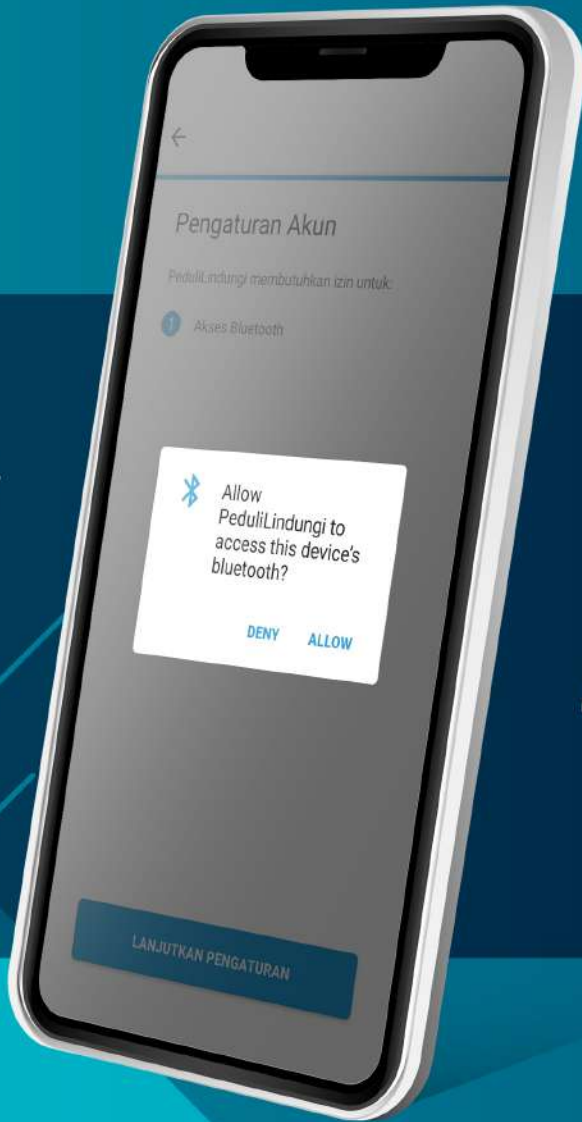 Pengaturan Akun
PeduliLindungi membutuhkan izin untuk:
1 Akses Bluetooth
Allow
PeduliLindungi to
access this device's
bluetooth?
DENY ALLOW
LANJUTKAN PENGATURAN